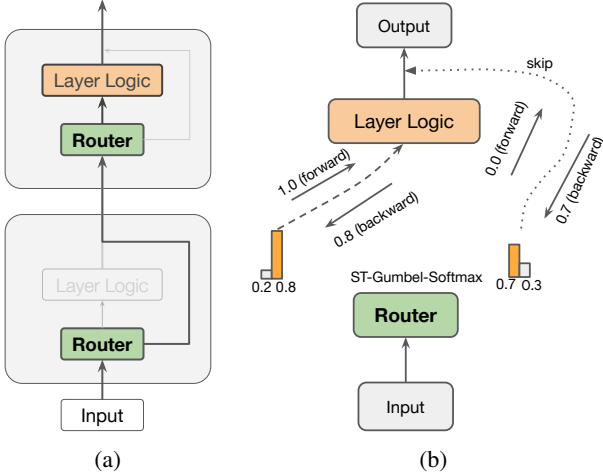 Layer Logic
Router
Layer Logic
Router
Input
(a)
Output
skip
Layer Logic
1.0 (forward)
0.8 (backward)
0.0 (forward)
0.7 (backward)
0.2 0.8
0.7 0.3
ST-Gumbel-Softmax
Router
Input
(b)